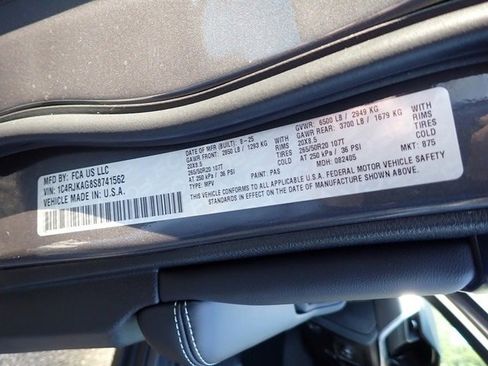 MFD BY: FCA US LLC
DATE OF MFR (BUILT): 8-25
GVWR: 6500 LB / 2949 KG
GAWR FRONT: 2850 LB / 1293 KG
WITH
GAWR REAR: 3700 LB / 1679 KG
WITH
20X8.5
RIMS
20X8.5
RIMS
265/50R20 107T
TIRES
265/50R20 107T
TIRES
AT 250 kPa / 36 PSI
COLD
AT 250 kPa / 36 PSI
COLD
VIN: 1C4RJKAG8S8741562
TYPE: MPV
PAINT: PAS
MDH: 082405
MKT: 875
VEHICLE MADE IN: U.S.A.
THIS VEHICLE CONFORMS TO ALL APPLICABLE U.S.A. FEDERAL MOTOR VEHICLE SAFETY
STANDARDS IN EFFECT ON THE DATE OF MANUFACTURE SHOWN ABOVE.